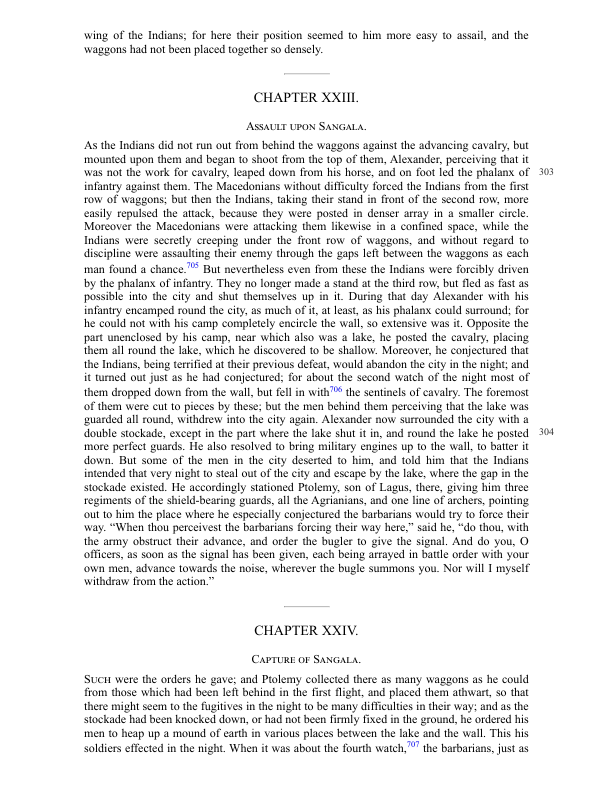 wing of the Indians; for here their position seemed to him more easy to assail, and the
waggons had not been placed together so densely.
CHAPTER XXIII.
Assault upon Sangala.
As the Indians did not run out from behind the waggons against the advancing cavalry, but
mounted upon them and began to shoot from the top of them, Alexander, perceiving that it
was not the work for cavalry, leaped down from his horse, and on foot led the phalanx of 303
infantry against them. The Macedonians without difficulty forced the Indians from the first
row of waggons; but then the Indians, taking their stand in front of the second row, more
easily repulsed the attack, because they were posted in denser array in a smaller circle.
Moreover the Macedonians were attacking them likewise in a confined space, while the
Indians were secretly creeping under the front row of waggons, and without regard to
discipline were assaulting their enemy through the gaps left between the waggons as each
man found a chance.705 But nevertheless even from these the Indians were forcibly driven
by the phalanx of infantry. They no longer made a stand at the third row, but fled as fast as
possible into the city and shut themselves up in it. During that day Alexander with his
infantry encamped round the city, as much of it, at least, as his phalanx could surround; for
he could not with his camp completely encircle the wall, so extensive was it. Opposite the
part unenclosed by his camp, near which also was a lake, he posted the cavalry, placing
them all round the lake, which he discovered to be shallow. Moreover, he conjectured that
the Indians, being terrified at their previous defeat, would abandon the city in the night; and
it turned out just as he had conjectured; for about the second watch of the night most of
them dropped down from the wall, but fell in with706 the sentinels of cavalry. The foremost
of them were cut to pieces by these; but the men behind them perceiving that the lake was
guarded all round, withdrew into the city again. Alexander now surrounded the city with a
double stockade, except in the part where the lake shut it in, and round the lake he posted 304
more perfect guards. He also resolved to bring military engines up to the wall, to batter it
down. But some of the men in the city deserted to him, and told him that the Indians
intended that very night to steal out of the city and escape by the lake, where the gap in the
stockade existed. He accordingly stationed Ptolemy, son of Lagus, there, giving him three
regiments of the shield-bearing guards, all the Agrianians, and one line of archers, pointing
out to him the place where he especially conjectured the barbarians would try to force their
way. “When thou perceivest the barbarians forcing their way here,” said he, “do thou, with
the army obstruct their advance, and order the bugler to give the signal. And do you, O
officers, as soon as the signal has been given, each being arrayed in battle order with your
own men, advance towards the noise, wherever the bugle summons you. Nor will I myself
withdraw from the action.”
CHAPTER XXIV.
Capture of Sangala.
Such were the orders he gave; and Ptolemy collected there as many waggons as he could
from those which had been left behind in the first flight, and placed them athwart, so that
there might seem to the fugitives in the night to be many difficulties in their way; and as the
stockade had been knocked down, or had not been firmly fixed in the ground, he ordered his
men to heap up a mound of earth in various places between the lake and the wall. This his
soldiers effected in the night. When it was about the fourth watch,707 the barbarians, just as